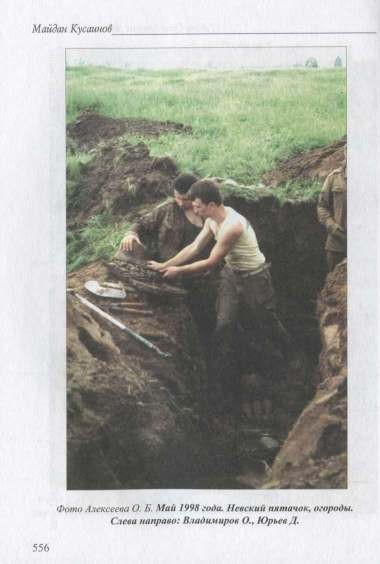 Майдан Кусаинов
Фото Алексеева О. Б. Май 1998 года. Невский пятачок, огороды.
Слева направо: Владимиров О., Юрьев Д.
556